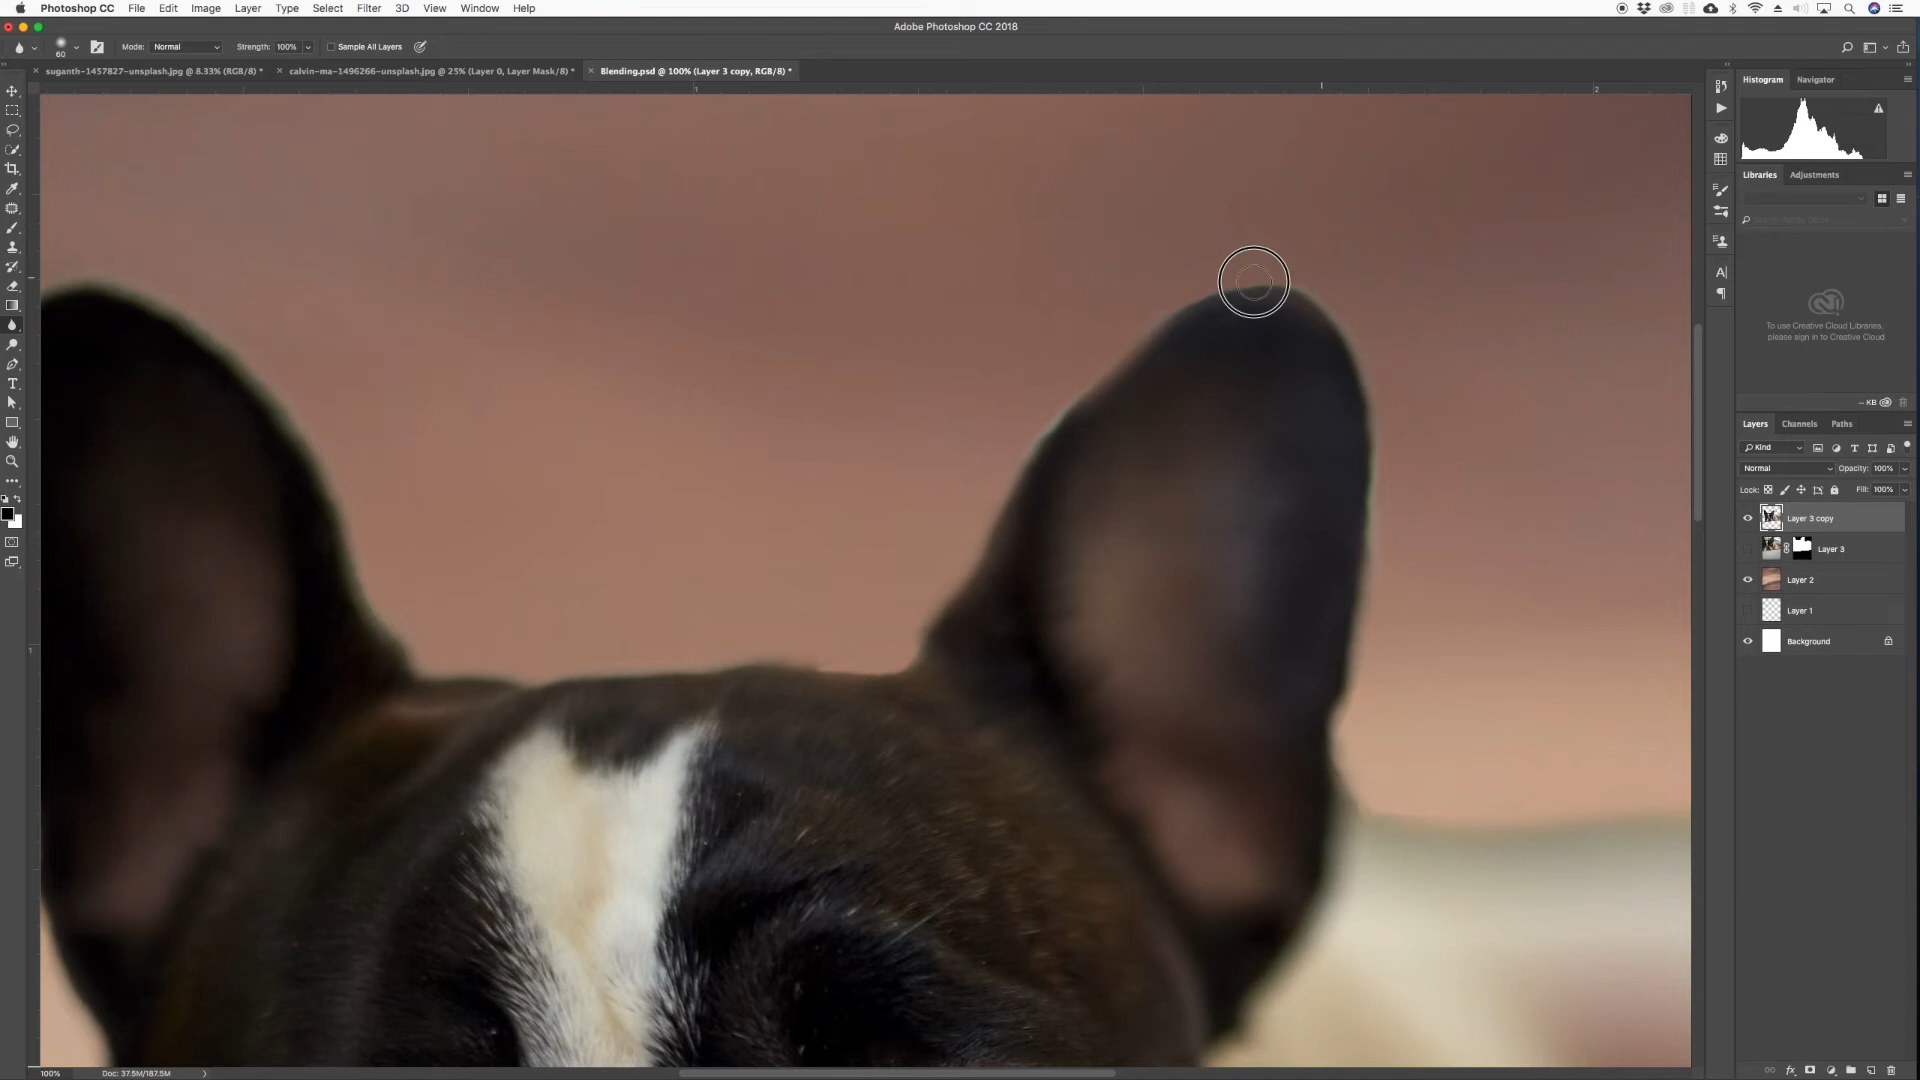 Photoshop CC File Edit Image Layer Type Select Filter 3D View Window Help
Adobe Photoshop CC 2018
60 Mode: Normal Strength: 100% Sample All Layers
suganth-1457827-unsplash.jpg @ 8.33% (RGB/8) * calvin-ma-1496266-unsplash.jpg @ 25% (Layer 0, Layer Mask/8) * Blending.psd @ 100% (Layer 3 copy, RGB/8) *
1 2
Histogram Navigator
Libraries Adjustments
To use Creative Cloud Libraries,
please sign in to Creative Cloud
-- KB
Layers Channels Paths
Kind
Normal Opacity: 100%
Lock: Fill: 100%
Layer 3 copy
Layer 3
Layer 2
Layer 1
Background
1
100% Doc: 37.5M/187.5M